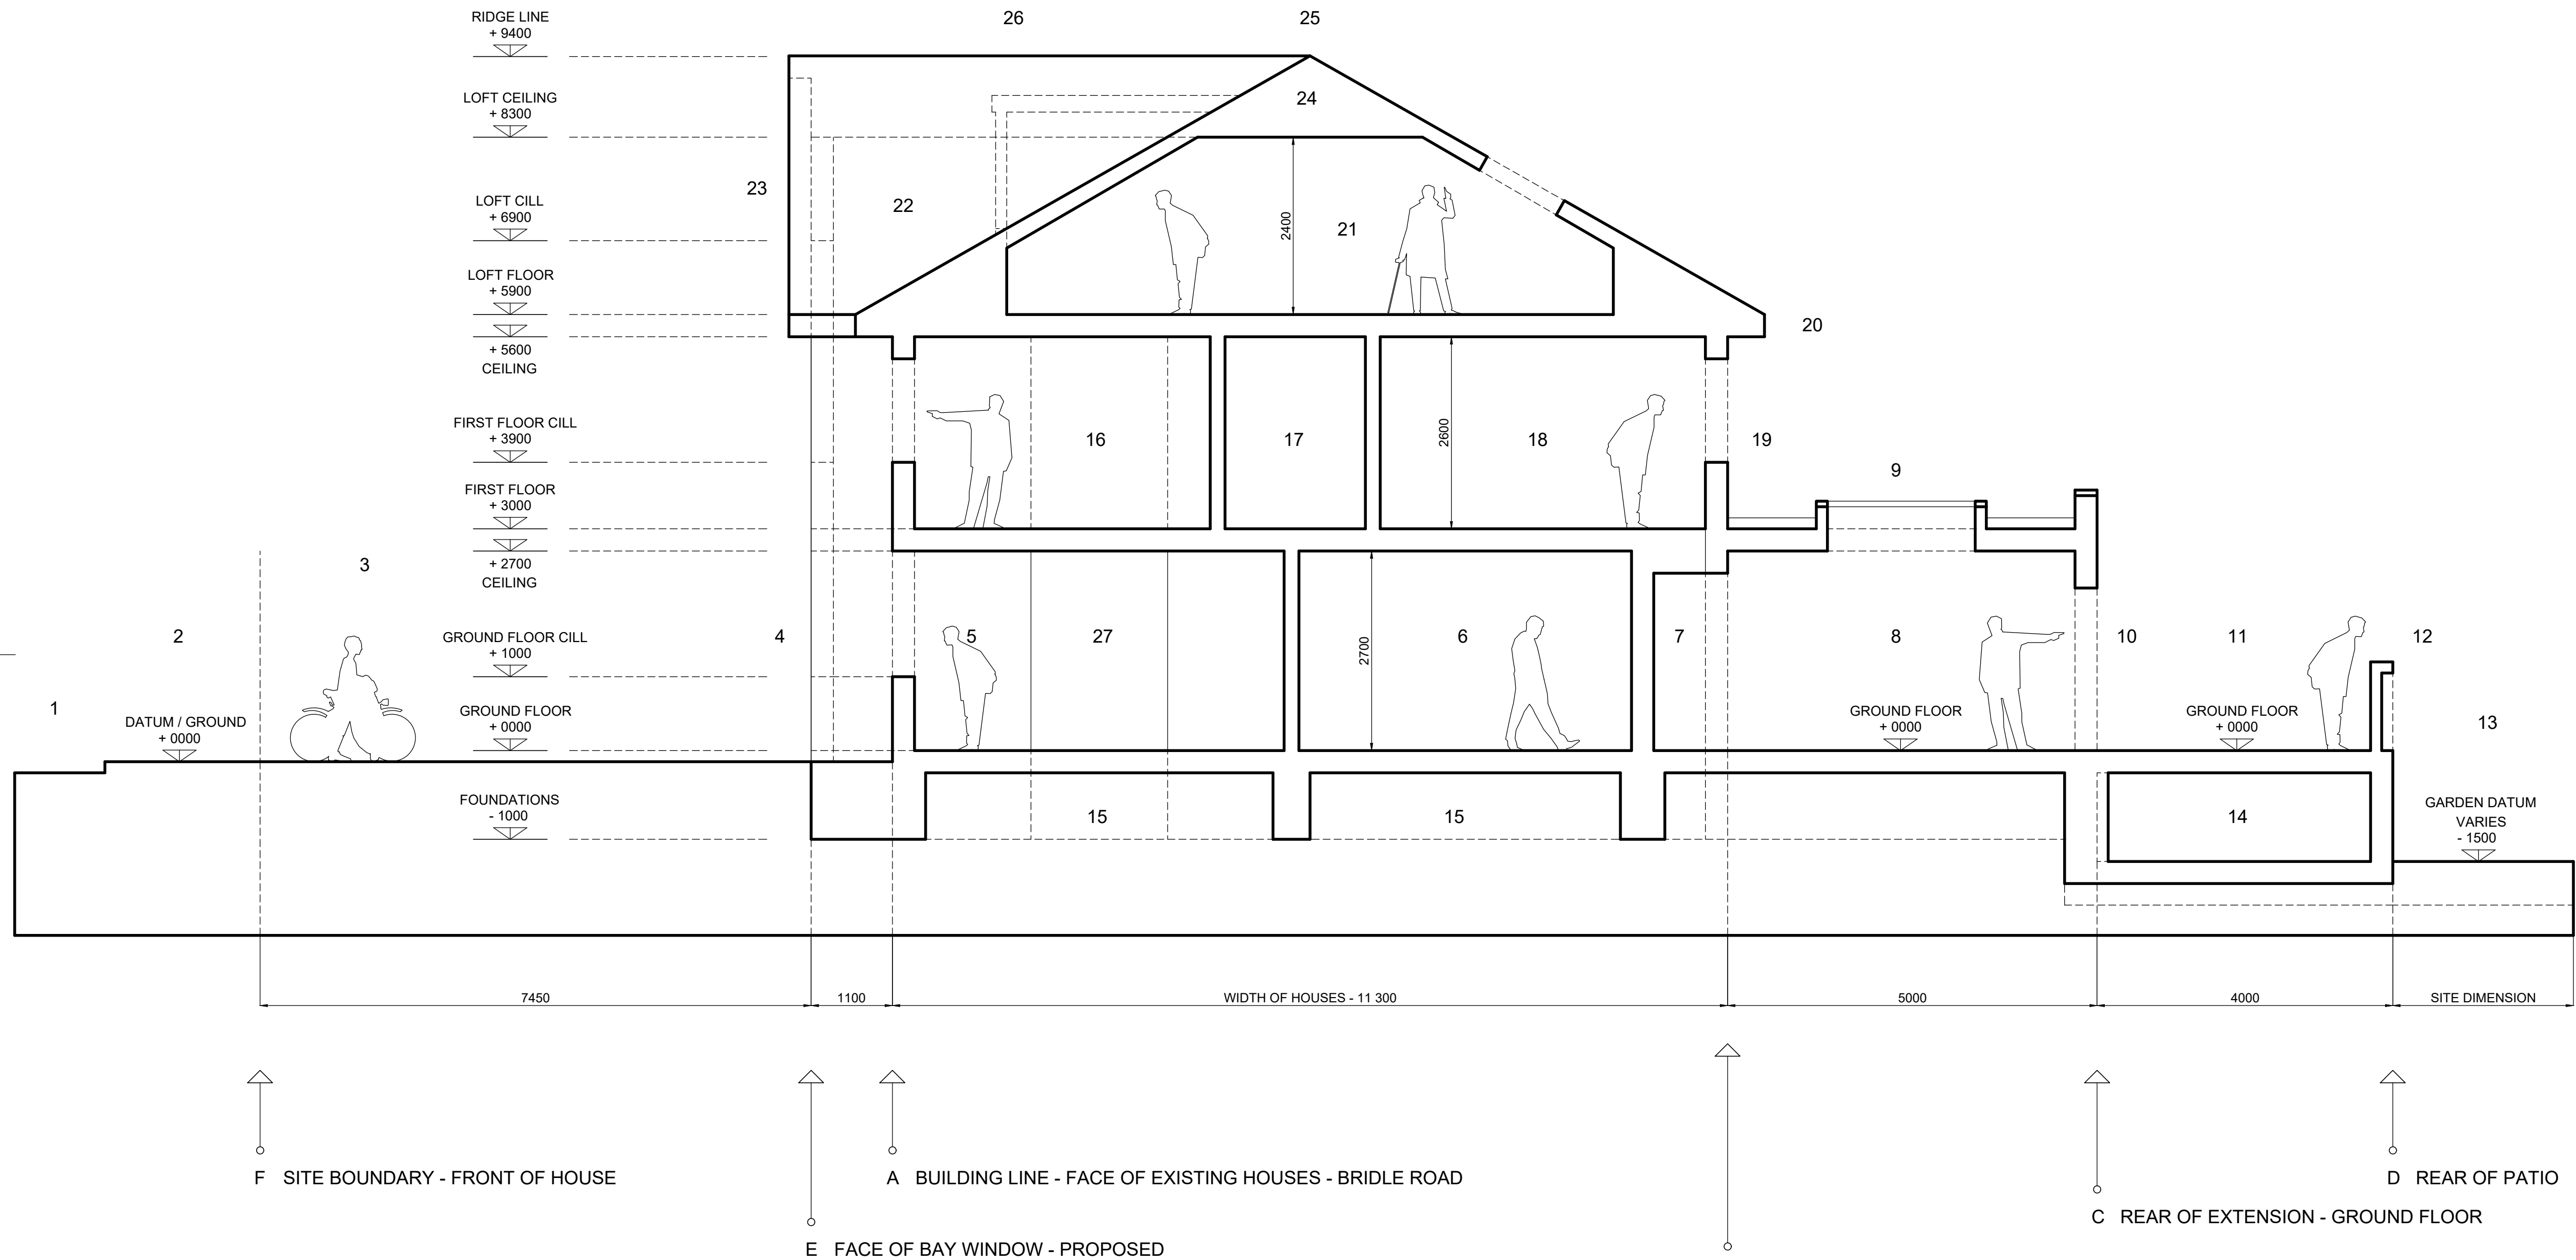 26
25
RIDGE LINE
+ 9400
LOFT CEILING
+ 8300
24
23
22
LOFT CILL
+ 6900
2400
21
LOFT FLOOR
+ 5900
+ 5600
CEILING
20
FIRST FLOOR CILL
+ 3900
16
17
2600
18
19
9
FIRST FLOOR
+ 3000
+ 2700
CEILING
3
2
GROUND FLOOR CILL
+ 1000
4
5
27
2700
6
7
8
10
11
12
1
DATUM / GROUND
+ 0000
GROUND FLOOR
+ 0000
GROUND FLOOR
+ 0000
GROUND FLOOR
+ 0000
13
FOUNDATIONS
- 1000
15
15
14
GARDEN DATUM
VARIES
- 1500
7450
1100
WIDTH OF HOUSES - 11 300
5000
4000
SITE DIMENSION
F SITE BOUNDARY - FRONT OF HOUSE
A BUILDING LINE - FACE OF EXISTING HOUSES - BRIDLE ROAD
D REAR OF PATIO
C REAR OF EXTENSION - GROUND FLOOR
E FACE OF BAY WINDOW - PROPOSED